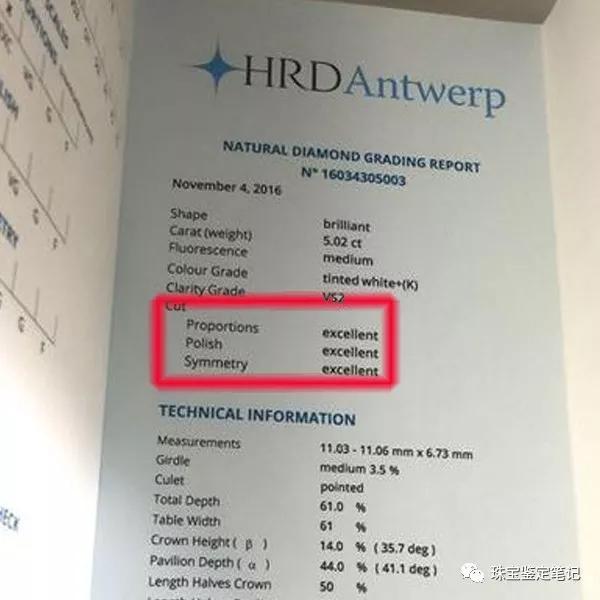 HRDAntwerp
NATURAL DIAMOND GRADING REPORT
N° 16034305003
November 4, 2016
Shape brilliant
Carat (weight) 5.02 ct
Fluorescence medium
Colour Grade tinted white+(K)
Clarity Grade VS2
Cut
Proportions excellent
Polish excellent
Symmetry excellent
TECHNICAL INFORMATION
Measurements 11.03 - 11.06 mm x 6.73 mm
Girdle medium 3.5 %
Culet pointed
Total Depth 61.0 %
Table Width 61 %
Crown Height ( β ) 14.0 % ( 35.7 deg )
Pavilion Depth ( α ) 44.0 % ( 41.1 deg )
Length Halves Crown 50 %
VG
G
F
VG
G
F
G
F
珠宝鉴定笔记